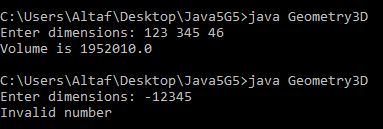 C:\Users\Altaf\Desktop\Java5G5>java Geometry3D
Enter dimensions: 123 345 46
Volume is 1952010.0
C:\Users\Altaf\Desktop\Java5G5>java Geometry3D
Enter dimensions: -12345
Invalid number